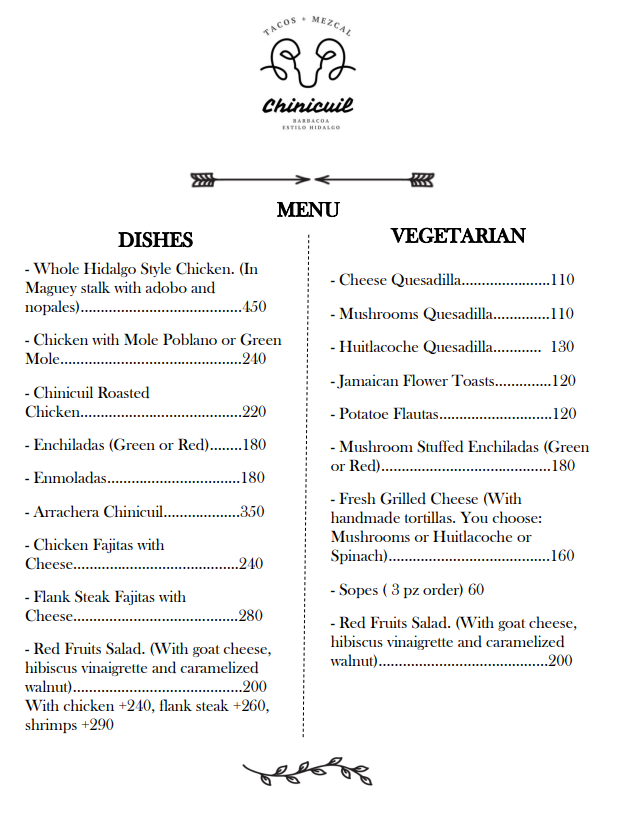 TACOS + MEZCAL
Chinicuil
BARBACOA
ESTILO HIDALGO
MENU
DISHES
- Whole Hidalgo Style Chicken. (In
Maguey stalk with adobo and
nopales)........................................450
- Chicken with Mole Poblano or Green
Mole.............................................240
- Chinicuil Roasted
Chicken........................................220
- Enchiladas (Green or Red)........180
- Enmoladas.................................180
- Arrachera Chinicuil...................350
- Chicken Fajitas with
Cheese.........................................240
- Flank Steak Fajitas with
Cheese.........................................280
- Red Fruits Salad. (With goat cheese,
hibiscus vinaigrette and caramelized
walnut)..........................................200
With chicken +240, flank steak +260,
shrimps +290
VEGETARIAN
- Cheese Quesadilla......................110
- Mushrooms Quesadilla..............110
- Huitlacoche Quesadilla............ 130
- Jamaican Flower Toasts..............120
- Potatoe Flautas............................120
- Mushroom Stuffed Enchiladas (Green
or Red)..........................................180
- Fresh Grilled Cheese (With
handmade tortillas. You choose:
Mushrooms or Huitlacoche or
Spinach)........................................160
- Sopes ( 3 pz order) 60
- Red Fruits Salad. (With goat cheese,
hibiscus vinaigrette and caramelized
walnut)..........................................200